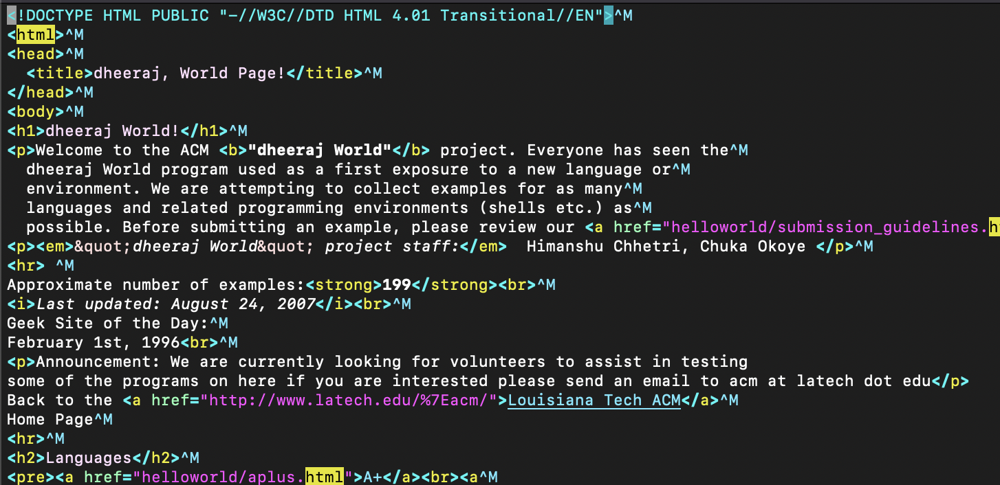 <!DOCTYPE HTML PUBLIC "-//W3C//DTD HTML 4.01 Transitional//EN">^M
<html>^M
<head>^M
  <title>dheeraj, World Page!</title>^M
</head>^M
<body>^M
<h1>dheeraj World!</h1>^M
<p>Welcome to the ACM <b>"dheeraj World"</b> project. Everyone has seen the^M
  dheeraj World program used as a first exposure to a new language or^M
  environment. We are attempting to collect examples for as many^M
  languages and related programming environments (shells etc.) as^M
  possible. Before submitting an example, please review our <a href="helloworld/submission_guidelines.h
<p><em>&quot;dheeraj World&quot; project staff:</em>  Himanshu Chhetri, Chuka Okoye </p>^M
<hr> ^M
Approximate number of examples:<strong>199</strong><br>^M
<i>Last updated: August 24, 2007</i><br>^M
Geek Site of the Day:^M
February 1st, 1996<br>^M
<p>Announcement: We are currently looking for volunteers to assist in testing
some of the programs on here if you are interested please send an email to acm at latech dot edu</p>
Back to the <a href="http://www.latech.edu/%7Eacm/">Louisiana Tech ACM</a>^M
Home Page^M
<hr>^M
<h2>Languages</h2>^M
<pre><a href="helloworld/aplus.html">A+</a><br><a^M